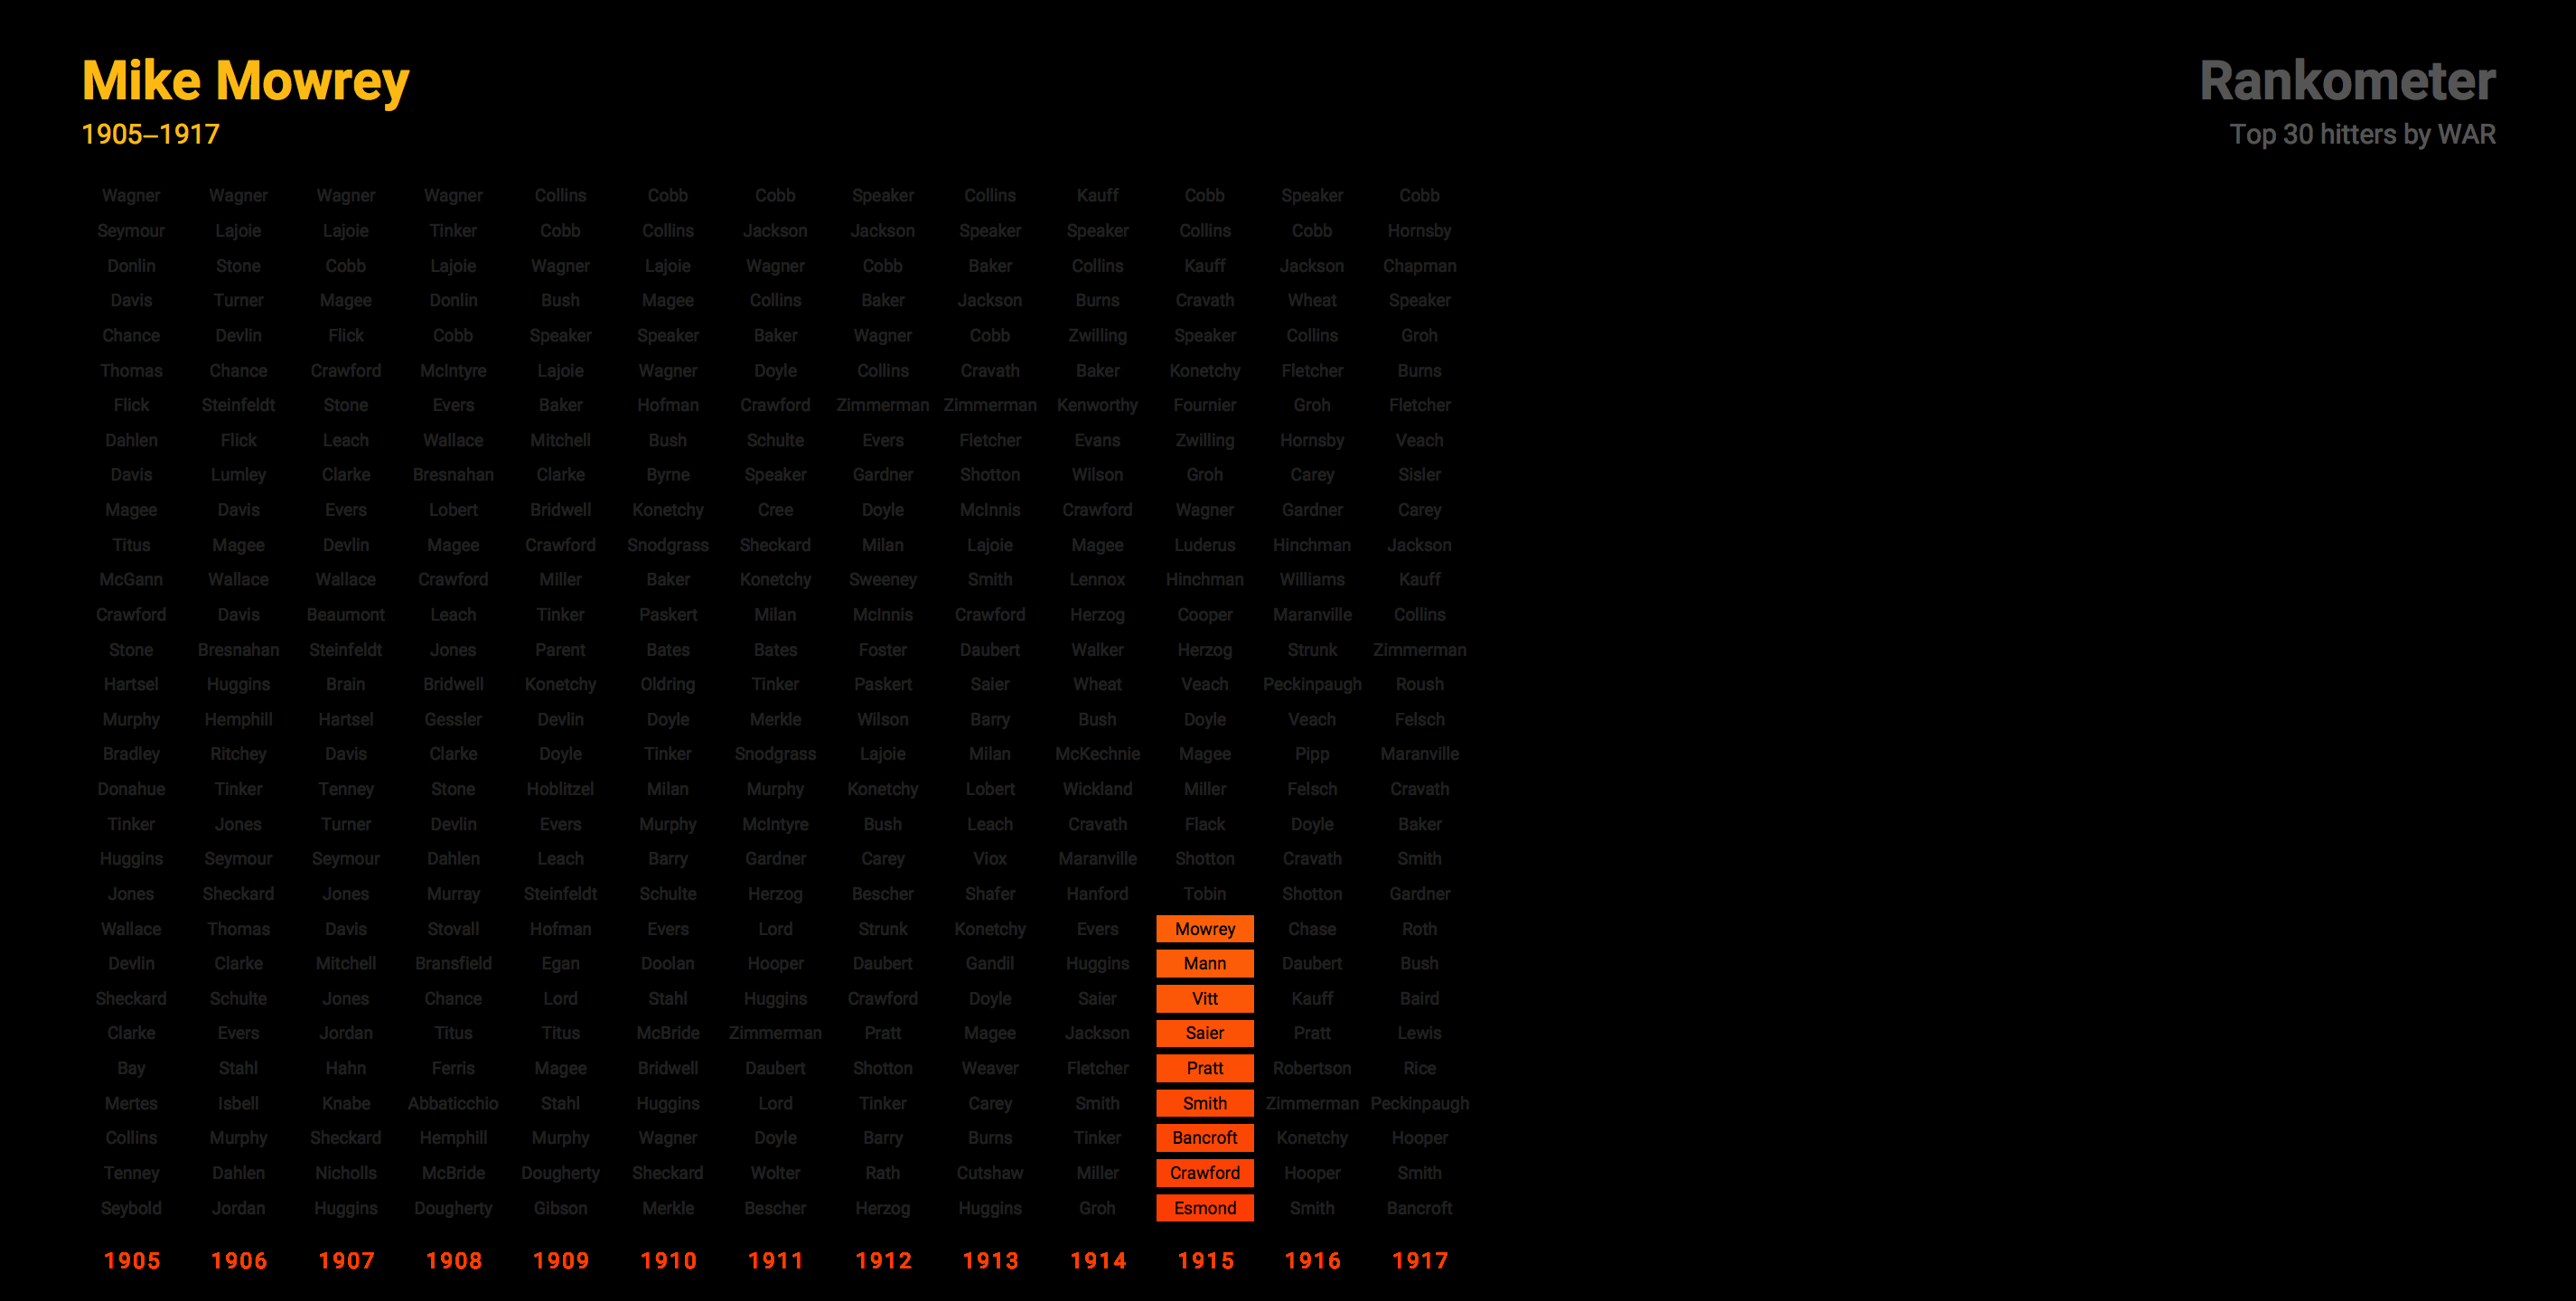 Mike Mowrey
1905–1917
Rankometer
Top 30 hitters by WAR
Wagner Wagner Wagner Wagner Collins Cobb Cobb Speaker Collins Kauff Cobb Speaker Cobb
Seymour Lajoie Lajoie Tinker Cobb Collins Jackson Jackson Speaker Speaker Collins Cobb Hornsby
Donlin Stone Cobb Lajoie Wagner Lajoie Wagner Cobb Baker Collins Kauff Jackson Chapman
Davis Turner Magee Donlin Bush Magee Collins Baker Jackson Burns Cravath Wheat Speaker
Chance Devlin Flick Cobb Speaker Speaker Baker Wagner Cobb Zwilling Speaker Collins Groh
Thomas Chance Crawford McIntyre Lajoie Wagner Doyle Collins Cravath Baker Konetchy Fletcher Burns
Flick Steinfeldt Stone Evers Baker Hofman Crawford Zimmerman Zimmerman Kenworthy Fournier Groh Fletcher
Dahlen Flick Leach Wallace Mitchell Bush Schulte Evers Fletcher Evans Zwilling Hornsby Veach
Davis Lumley Clarke Bresnahan Clarke Byrne Speaker Gardner Shotton Wilson Groh Carey Sisler
Magee Davis Evers Lobert Bridwell Konetchy Cree Doyle McInnis Crawford Wagner Gardner Carey
Titus Magee Devlin Magee Crawford Snodgrass Sheckard Milan Lajoie Magee Luderus Hinchman Jackson
McGann Wallace Wallace Crawford Miller Baker Konetchy Sweeney Smith Lennox Hinchman Williams Kauff
Crawford Davis Beaumont Leach Tinker Paskert Milan McInnis Crawford Herzog Cooper Maranville Collins
Stone Bresnahan Steinfeldt Jones Parent Bates Bates Foster Daubert Walker Herzog Strunk Zimmerman
Hartsel Huggins Brain Bridwell Konetchy Oldring Tinker Paskert Saier Wheat Veach Peckinpaugh Roush
Murphy Hemphill Hartsel Gessler Devlin Doyle Merkle Wilson Barry Bush Doyle Veach Felsch
Bradley Ritchey Davis Clarke Doyle Tinker Snodgrass Lajoie Milan McKechnie Magee Pipp Maranville
Donahue Tinker Tenney Stone Hoblitzel Milan Murphy Konetchy Lobert Wickland Miller Felsch Cravath
Tinker Jones Turner Devlin Evers Murphy McIntyre Bush Leach Cravath Flack Doyle Baker
Huggins Seymour Seymour Dahlen Leach Barry Gardner Carey Viox Maranville Shotton Cravath Smith
Jones Sheckard Jones Murray Steinfeldt Schulte Herzog Bescher Shafer Hanford Tobin Shotton Gardner
Wallace Thomas Davis Stovall Hofman Evers Lord Strunk Konetchy Evers Mowrey Chase Roth
Devlin Clarke Mitchell Bransfield Egan Doolan Hooper Daubert Gandil Huggins Mann Daubert Bush
Sheckard Schulte Jones Chance Lord Stahl Huggins Crawford Doyle Saier Vitt Kauff Baird
Clarke Evers Jordan Titus Titus McBride Zimmerman Pratt Magee Jackson Saier Pratt Lewis
Bay Stahl Hahn Ferris Magee Bridwell Daubert Shotton Weaver Fletcher Pratt Robertson Rice
Mertes Isbell Knabe Abbaticchio Stahl Huggins Lord Tinker Carey Smith Smith Zimmerman Peckinpaugh
Collins Murphy Sheckard Hemphill Murphy Wagner Doyle Barry Burns Tinker Bancroft Konetchy Hooper
Tenney Dahlen Nicholls McBride Dougherty Sheckard Wolter Rath Cutshaw Miller Crawford Hooper Smith
Seybold Jordan Huggins Dougherty Gibson Merkle Bescher Herzog Huggins Groh Esmond Smith Bancroft
1905 1906 1907 1908 1909 1910 1911 1912 1913 1914 1915 1916 1917